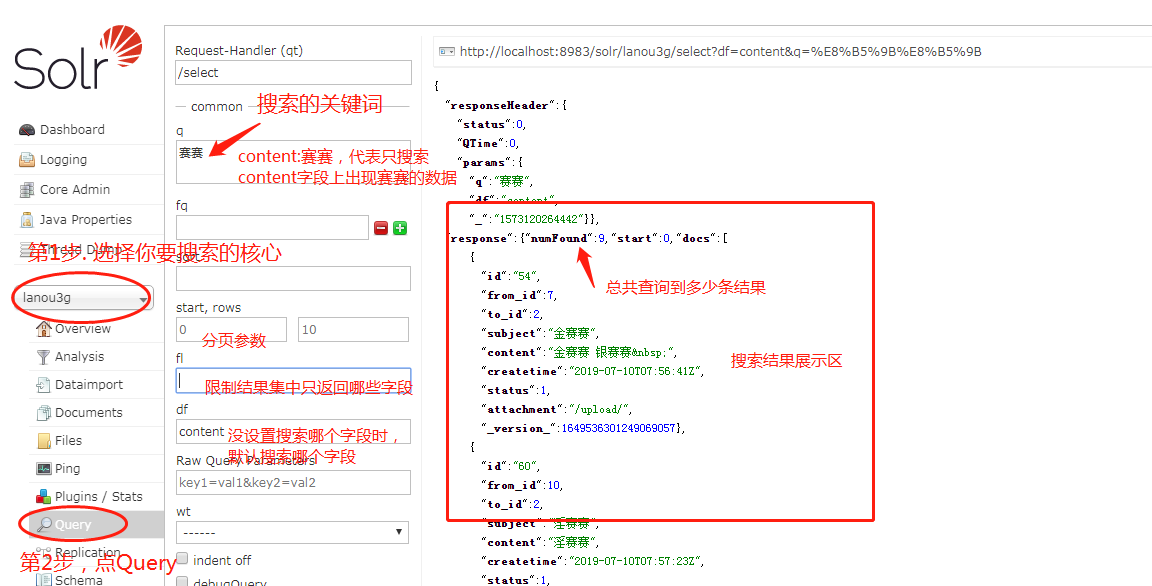 Solr
Dashboard
Logging
Core Admin
Java Properties
Thread Dump
第1步. 选择你要搜索的核心
lanou3g
Overview
Analysis
Dataimport
Documents
Files
Ping
Plugins / Stats
Query
Replication
第2步，点Query
Schema
Request-Handler (qt)
/select
common
搜索的关键词
q
赛赛
content:赛赛，代表只搜索
content字段上出现赛赛的数据
fq
sort
start, rows
0 10
分页参数
fl
限制结果集中只返回哪些字段
df
content
没设置搜索哪个字段时，
默认搜索哪个字段
Raw Query Parameters
key1=val1&key2=val2
wt
------
indent off
debugQuery
http://localhost:8983/solr/lanou3g/select?df=content&q=%E8%B5%9B%E8%B5%9B
{
"responseHeader":{
"status":0,
"QTime":0,
"params":{
"q":"赛赛",
"df":"content",
"_":"1573120264442"}},
"response":{"numFound":9,"start":0,"docs":[
{
"id":"54",
总共查询到多少条结果
"from_id":7,
"to_id":2,
"subject":"金赛赛",
"content":"金赛赛 银赛赛&nbsp;",
搜索结果展示区
"createtime":"2019-07-10T07:56:41Z",
"status":1,
"attachment":"/upload/",
"_version_":1649536301249069057},
{
"id":"60",
"from_id":10,
"to_id":2,
"subject":"淫赛赛",
"content":"淫赛赛",
"createtime":"2019-07-10T07:57:23Z",
"status":1,